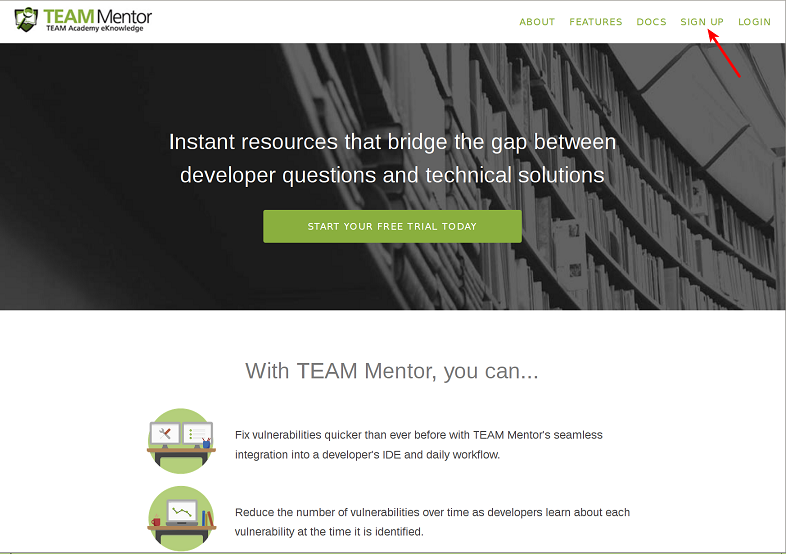 TEAM Mentor
TEAM Academy eKnowledge
ABOUT FEATURES DOCS SIGN UP LOGIN
Instant resources that bridge the gap between
developer questions and technical solutions
START YOUR FREE TRIAL TODAY
With TEAM Mentor, you can...
Fix vulnerabilities quicker than ever before with TEAM Mentor's seamless
integration into a developer's IDE and daily workflow.
Reduce the number of vulnerabilities over time as developers learn about each
vulnerability at the time it is identified.